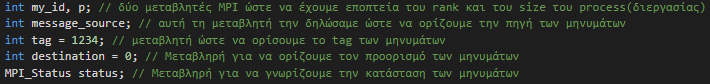 int my_id, p; // δύο μεταβλητές MPI ώστε να έχουμε εποπτεία του rank και του size του process(διεργασίας)
int message_source; // αυτή τη μεταβλητή την δηλώσαμε ώστε να ορίζουμε την πηγή των μηνυμάτων
int tag = 1234; // μεταβλητή ώστε να ορίσουμε το tag των μηνυμάτων
int destination = 0; // Μεταβληρή για να ορίζουμε τον προορισμό των μηνυμάτων
MPI_Status status; // Μεταβληρή για να γνωρίζουμε την κατάσταση των μηνυμάτων